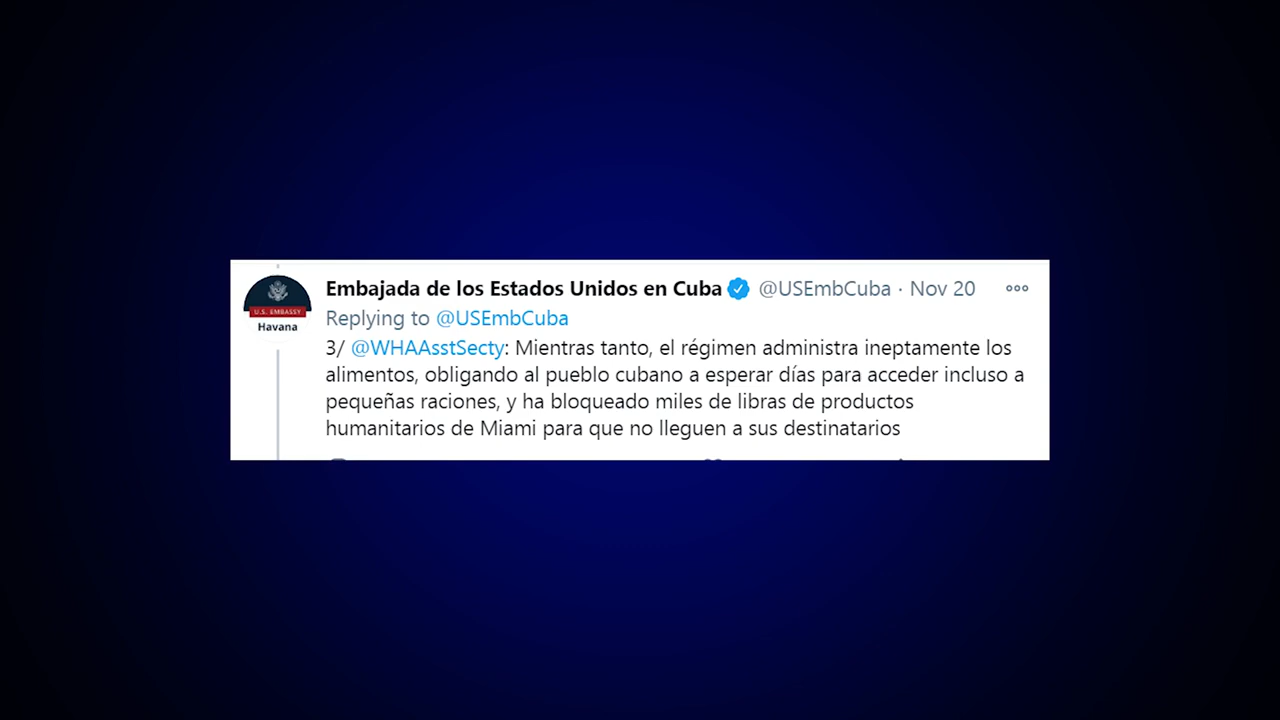 Embajada de los Estados Unidos en Cuba @USEmbCuba · Nov 20
U.S. EMBASSY
Havana
Replying to @USEmbCuba
3/ @WHAAsstSecty: Mientras tanto, el régimen administra ineptamente los
alimentos, obligando al pueblo cubano a esperar días para acceder incluso a
pequeñas raciones, y ha bloqueado miles de libras de productos
humanitarios de Miami para que no lleguen a sus destinatarios